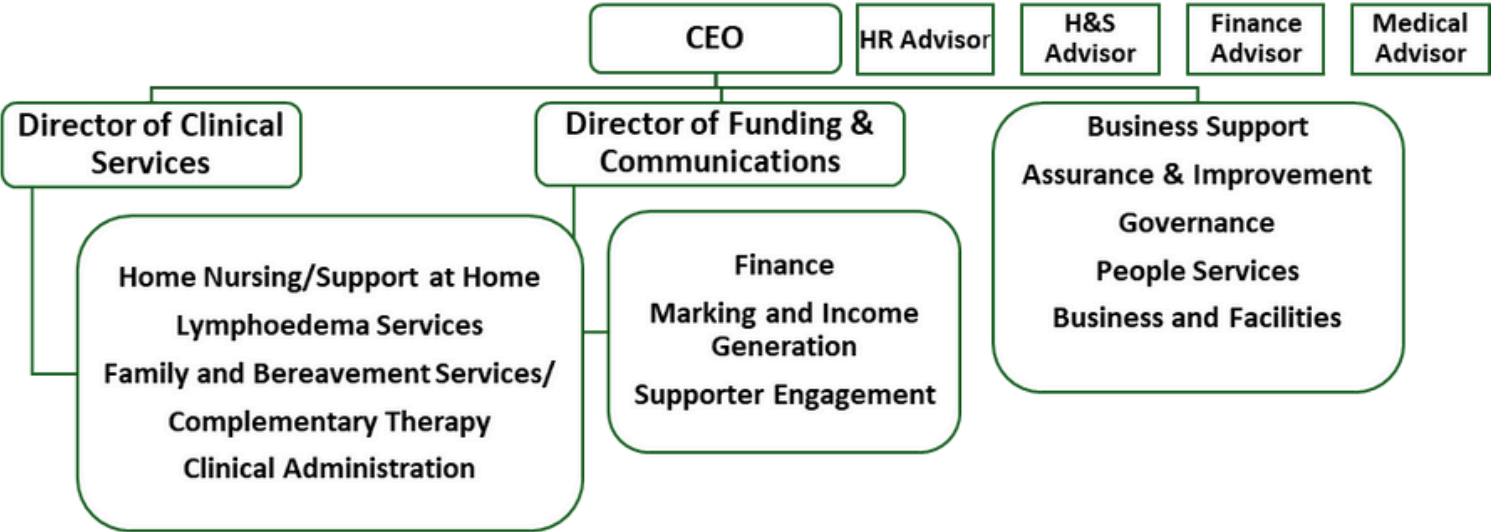 CEO
HR Advisor
H&S
Advisor
Finance
Advisor
Medical
Advisor
Director of Clinical
Services
Director of Funding &
Communications
Business Support
Assurance & Improvement
Governance
People Services
Business and Facilities
Home Nursing/Support at Home
Lymphoedema Services
Family and Bereavement Services/
Complementary Therapy
Clinical Administration
Finance
Marking and Income
Generation
Supporter Engagement